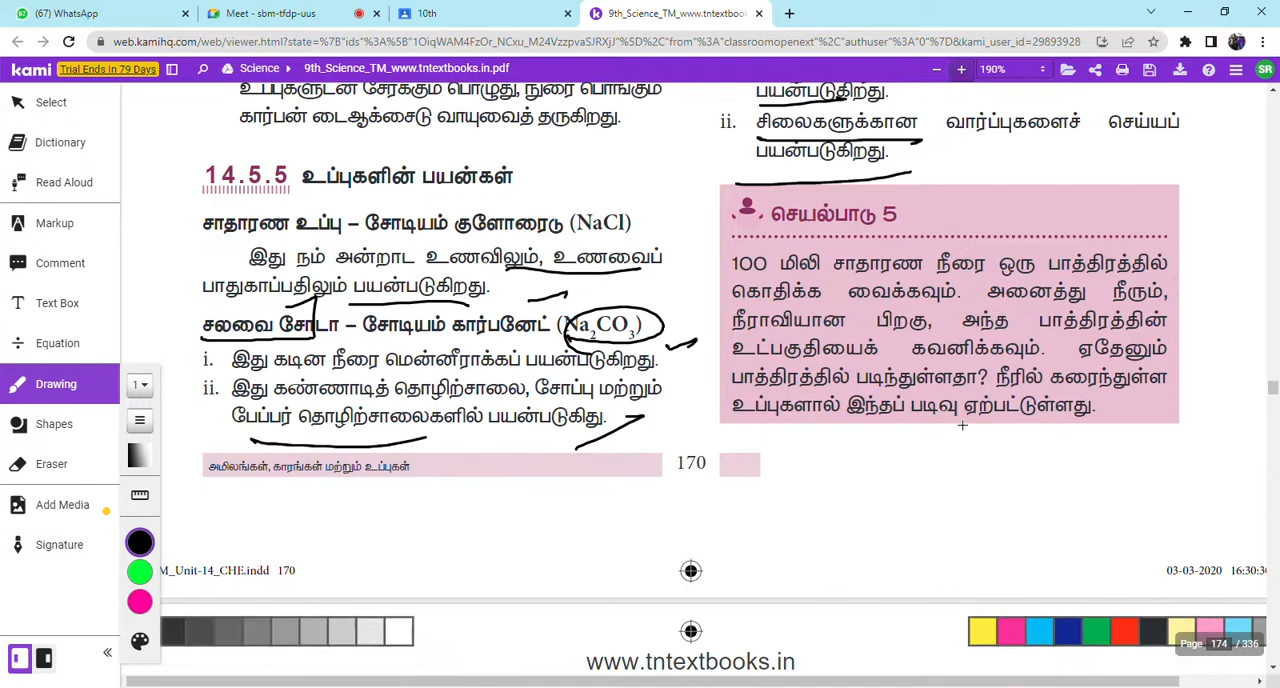 (67) WhatsApp
Meet - sbm-tfdp-uus
10th
9th_Science_TM_www.tntextbooks.in
web.kamihq.com/web/viewer.html?state=%7B"ids"%3A%5B"1OiqWAM4FzOr_NCxu_M24VzzpvaSJRXjJ"%5D%2C"from"%3A"classroomopennext"%2C"authuser"%3A"0"%7D&kami_user_id=29893928
kami
Trial Ends In 79 Days
Science
9th_Science_TM_www.tntextbooks.in.pdf
190%
SR
Select
Dictionary
Read Aloud
Markup
Comment
Text Box
Equation
Drawing
Shapes
Eraser
Add Media
Signature
1
உப்புகளுடன் சேர்க்கும் பொழுது, நுரை பொங்கும்
கார்பன் டைஆக்சைடு வாயுவைத் தருகிறது.
14.5.5 உப்புகளின் பயன்கள்
சாதாரண உப்பு – சோடியம் குளோரைடு (NaCl)
இது நம் அன்றாட உணவிலும், உணவைப்
பாதுகாப்பதிலும் பயன்படுகிறது.
சலவை சோடா – சோடியம் கார்பனேட் (Na₂CO₃)
i. இது கடின நீரை மென்னீராக்கப் பயன்படுகிறது.
ii. இது கண்ணாடித் தொழிற்சாலை, சோப்பு மற்றும்
பேப்பர் தொழிற்சாலைகளில் பயன்படுகிது.
அமிலங்கள், காரங்கள் மற்றும் உப்புகள்
170
பயன்படுகிறது.
ii. சிலைகளுக்கான வார்ப்புகளைச் செய்யப்
பயன்படுகிறது.
செயல்பாடு 5
100 மிலி சாதாரண நீரை ஒரு பாத்திரத்தில்
கொதிக்க வைக்கவும். அனைத்து நீரும்,
நீராவியான பிறகு, அந்த பாத்திரத்தின்
உட்பகுதியைக் கவனிக்கவும். ஏதேனும்
பாத்திரத்தில் படிந்துள்ளதா? நீரில் கரைந்துள்ள
உப்புகளால் இந்தப் படிவு ஏற்பட்டுள்ளது.
M_Unit-14_CHE.indd 170
03-03-2020 16:30:30
www.tntextbooks.in
Page 174 / 336